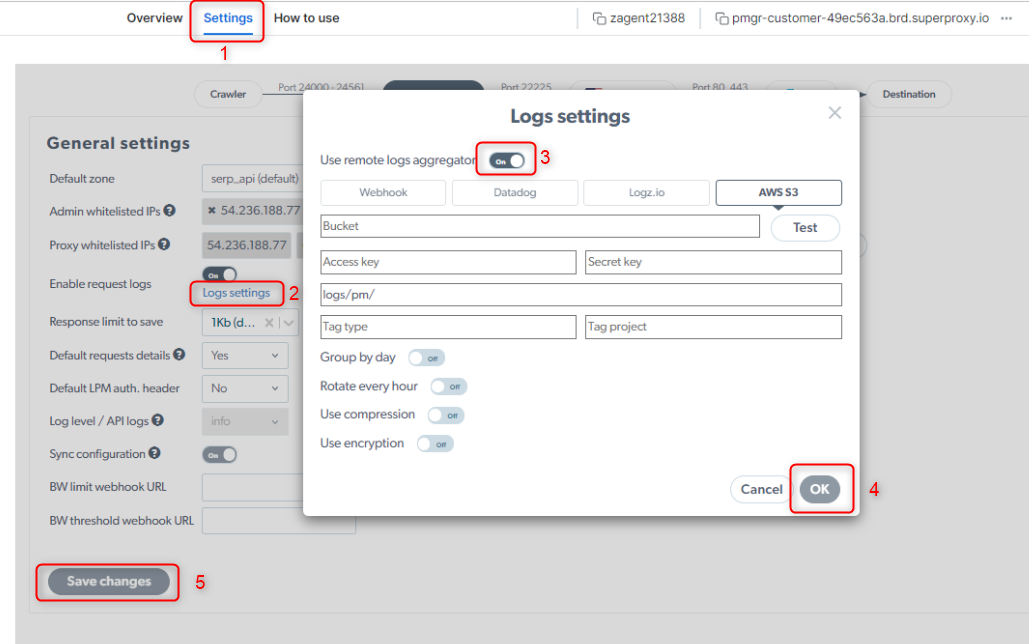 Overview Settings How to use zagent21388 pmgr-customer-49ec563a.brd.superproxy.io ...
1
Crawler Port 24000 - 24561 Port 22225 Port 80, 443 Destination
Logs settings
General settings
Use remote logs aggregator On 3
Default zone serp_api (default)
Webhook Datadog Logz.io AWS S3
Admin whitelisted IPs ? × 54.236.188.77
Bucket Test
Proxy whitelisted IPs ? 54.236.188.77
Access key Secret key
Enable request logs On
Logs settings 2
logs/pm/
Response limit to save 1Kb (d...
Tag type Tag project
Default requests details ? Yes
Group by day Off
Default LPM auth. header No
Rotate every hour Off
Log level / API logs ? info
Use compression Off
Sync configuration ? On
Use encryption Off
BW limit webhook URL
Cancel OK 4
BW threshold webhook URL
Save changes 5